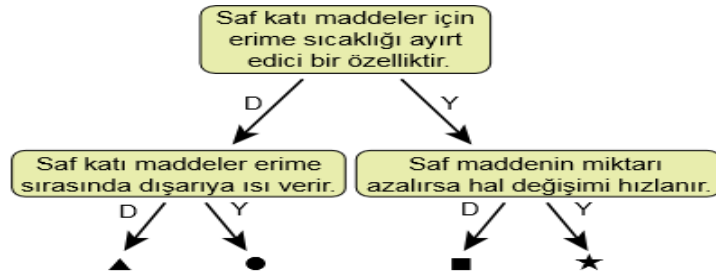 Saf katı maddeler için
erime sıcaklığı ayırt
edici bir özelliktir.
D
Y
Saf katı maddeler erime
sırasında dışarıya ısı verir.
Saf maddenin miktarı
azalırsa hal değişimi hızlanır.
D
Y
D
Y